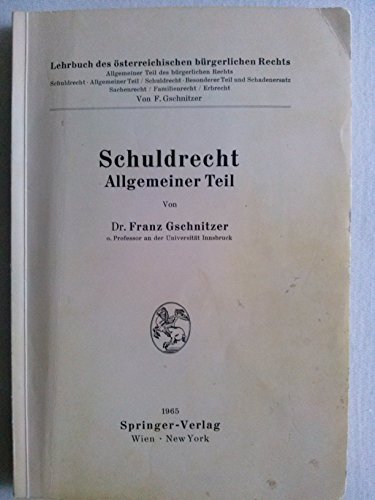 Lehrbuch des österreichischen bürgerlichen Rechts
Allgemeiner Teil des bürgerlichen Rechts
Schuldrecht - Allgemeiner Teil / Schuldrecht - Besonderer Teil und Schadenersatz
Sachenrecht / Familienrecht / Erbrecht
Von F. Gschnitzer
Schuldrecht
Allgemeiner Teil
Von
Dr. Franz Gschnitzer
o. Professor an der Universität Innsbruck
1965
Springer-Verlag
Wien · New York